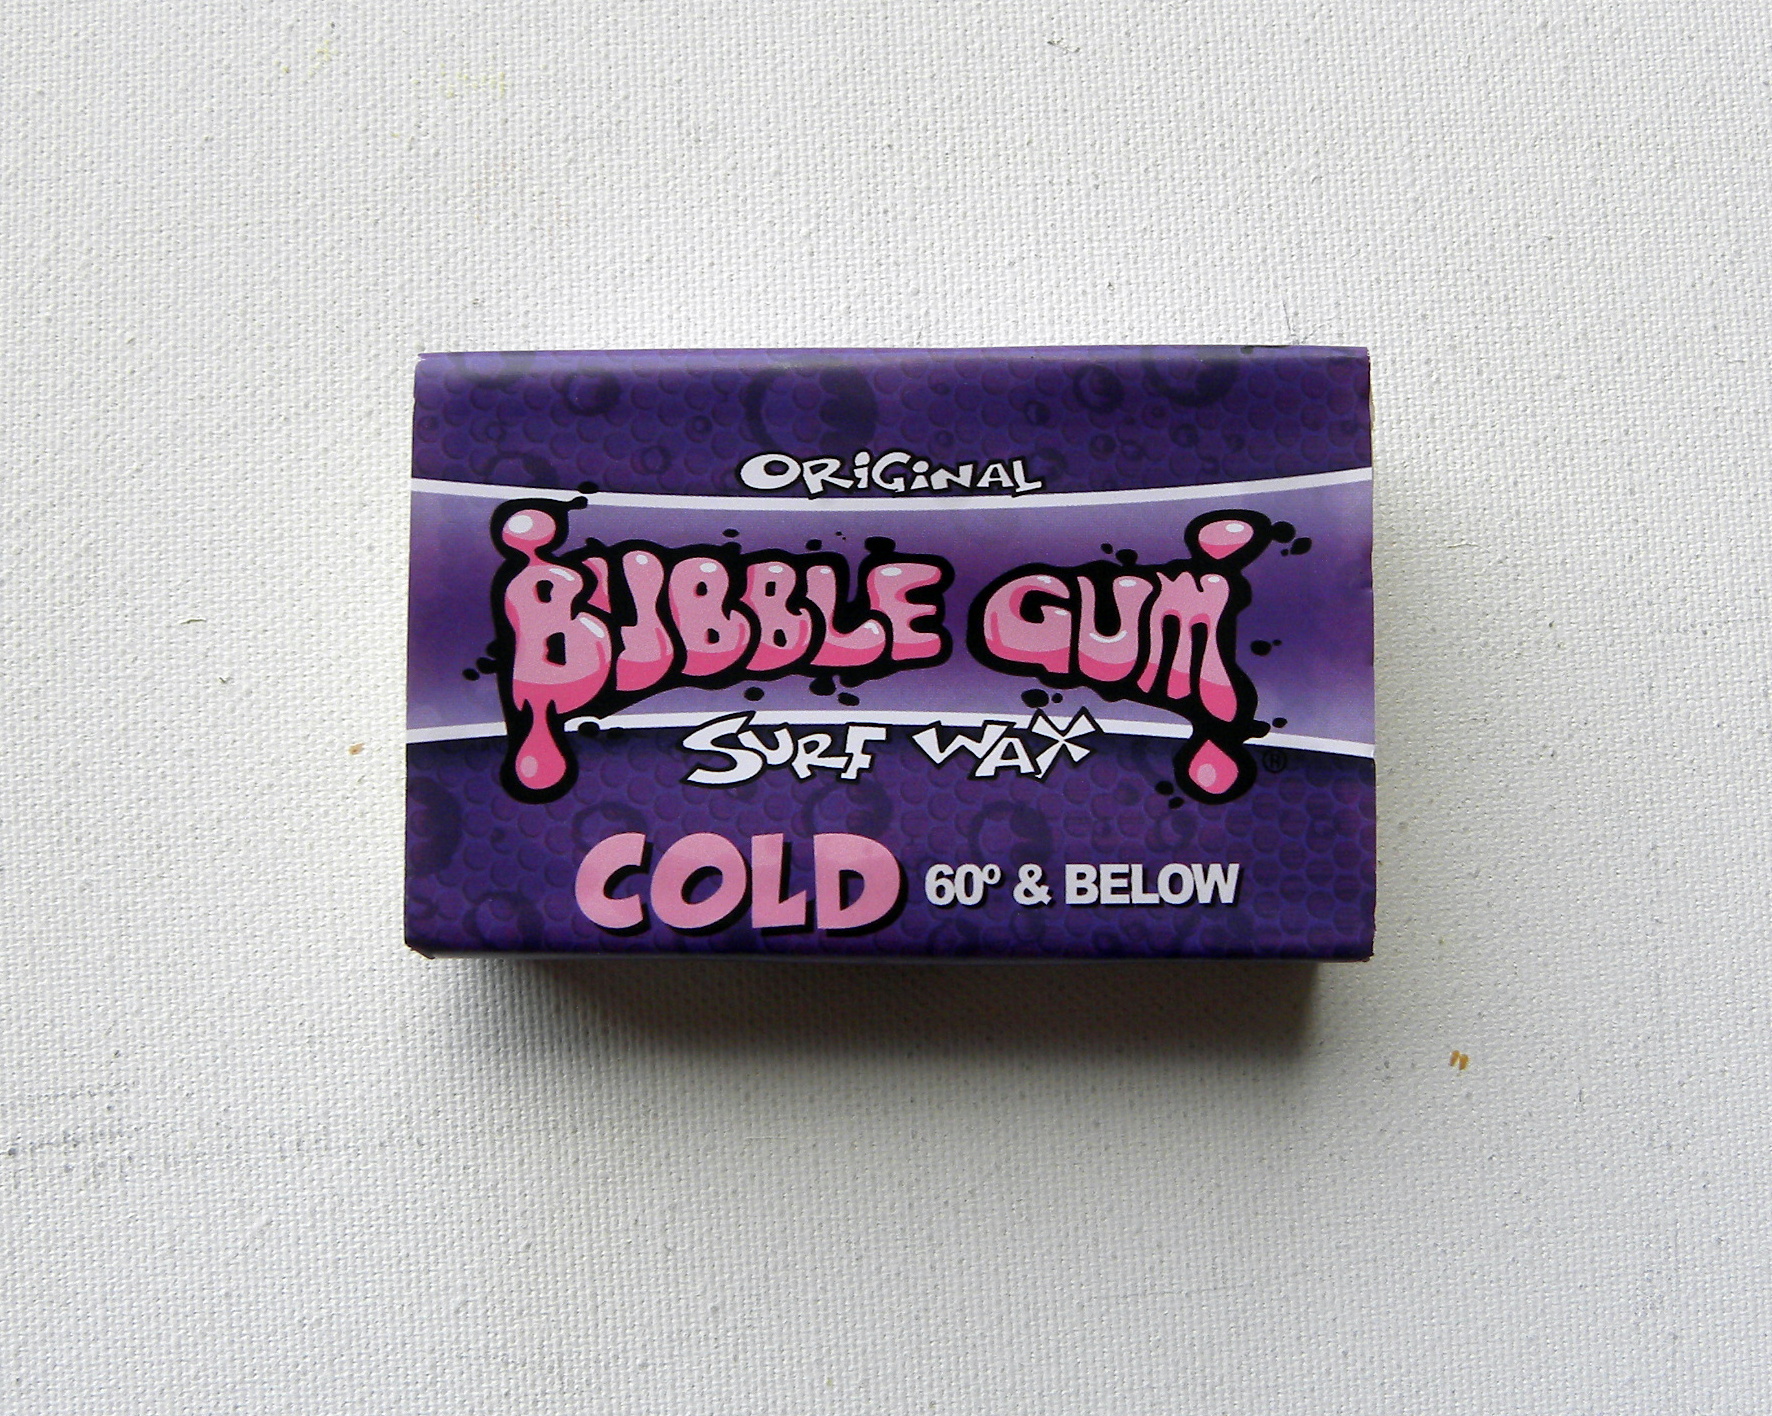 ORiGiNAL
BUBBLE GUM
SURF WAX ®
COLD 60º & BELOW